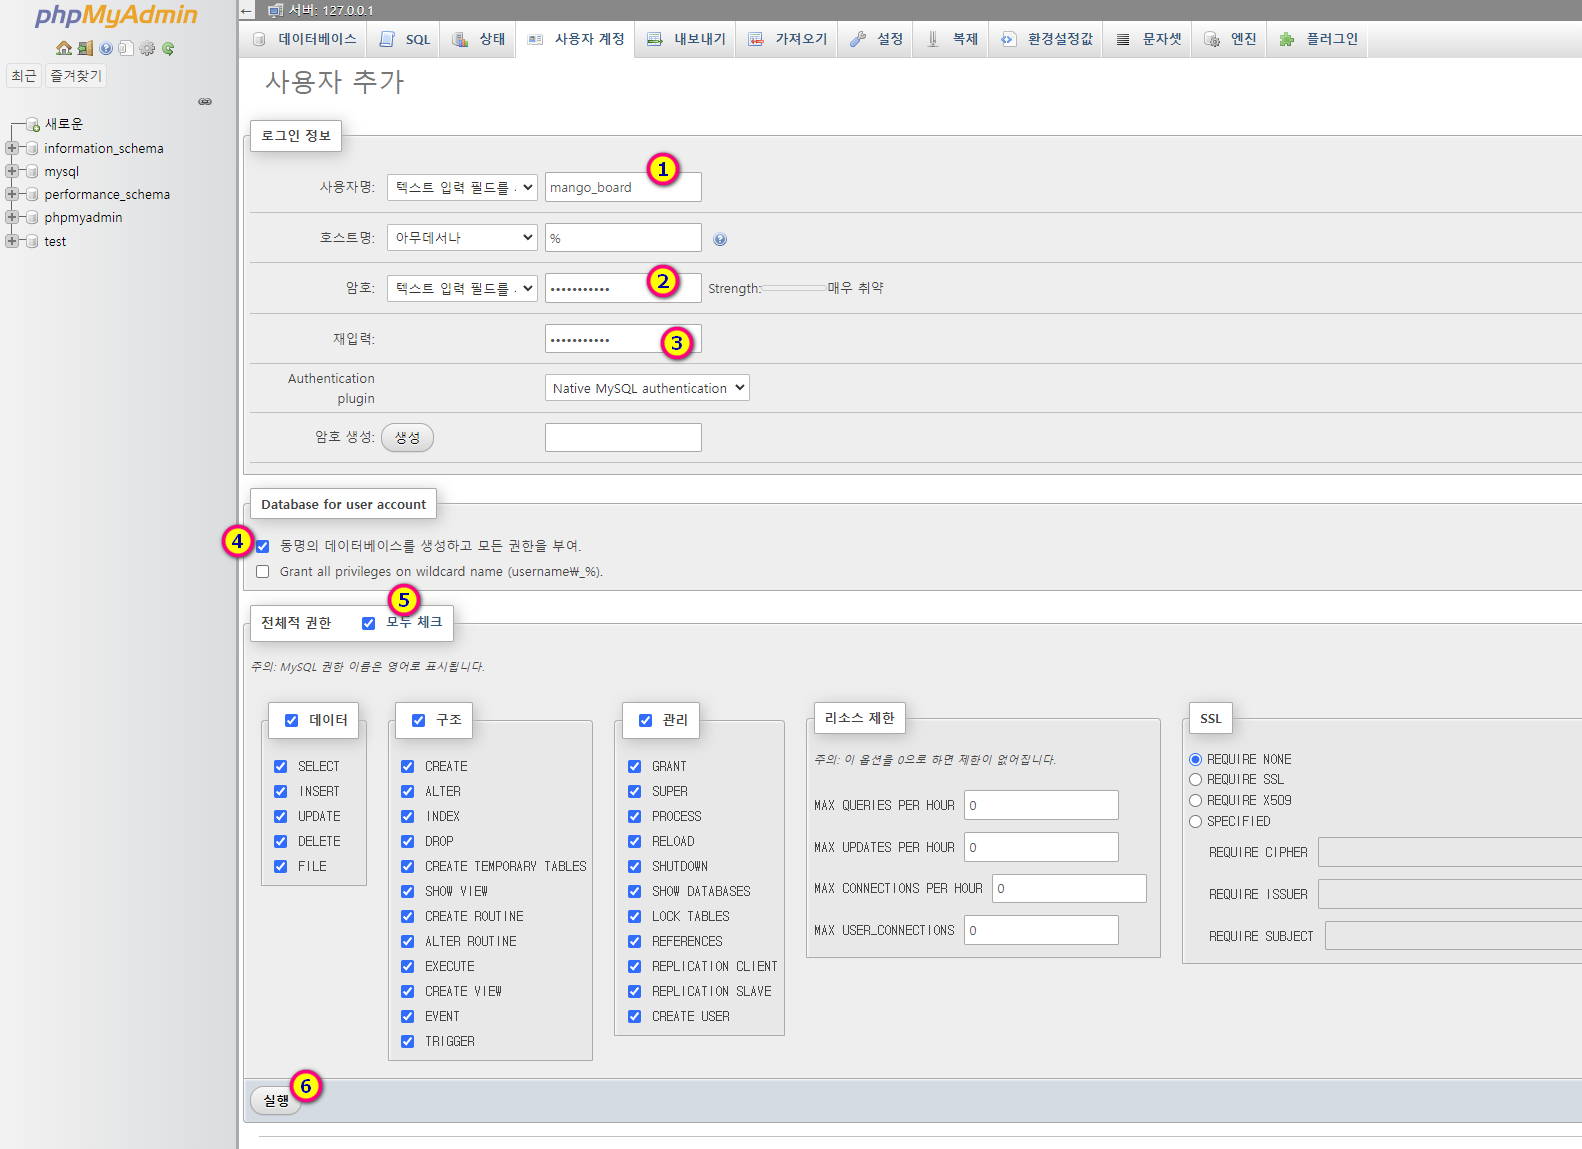 phpMyAdmin
최근 즐겨찾기
새로운
information_schema
mysql
performance_schema
phpmyadmin
test
← 서버: 127.0.0.1
데이터베이스 SQL 상태 사용자 계정 내보내기 가져오기 설정 복제 환경설정값 문자셋 엔진 플러그인
사용자 추가
로그인 정보
1
사용자명: 텍스트 입력 필드를 mango_board
호스트명: 아무데서나 %
2
암호: 텍스트 입력 필드를 ••••••••••• Strength: 매우 취약
재입력: ••••••••••• 3
Authentication
plugin
Native MySQL authentication
암호 생성: 생성
Database for user account
4 동명의 데이터베이스를 생성하고 모든 권한을 부여.
Grant all privileges on wildcard name (username₩_%).
5
전체적 권한 모두 체크
주의: MySQL 권한 이름은 영어로 표시됩니다.
데이터
SELECT
INSERT
UPDATE
DELETE
FILE
구조
CREATE
ALTER
INDEX
DROP
CREATE TEMPORARY TABLES
SHOW VIEW
CREATE ROUTINE
ALTER ROUTINE
EXECUTE
CREATE VIEW
EVENT
TRIGGER
관리
GRANT
SUPER
PROCESS
RELOAD
SHUTDOWN
SHOW DATABASES
LOCK TABLES
REFERENCES
REPLICATION CLIENT
REPLICATION SLAVE
CREATE USER
리소스 제한
주의: 이 옵션을 0으로 하면 제한이 없어집니다.
MAX QUERIES PER HOUR 0
MAX UPDATES PER HOUR 0
MAX CONNECTIONS PER HOUR 0
MAX USER_CONNECTIONS 0
SSL
REQUIRE NONE
REQUIRE SSL
REQUIRE X509
SPECIFIED
REQUIRE CIPHER
REQUIRE ISSUER
REQUIRE SUBJECT
실행 6